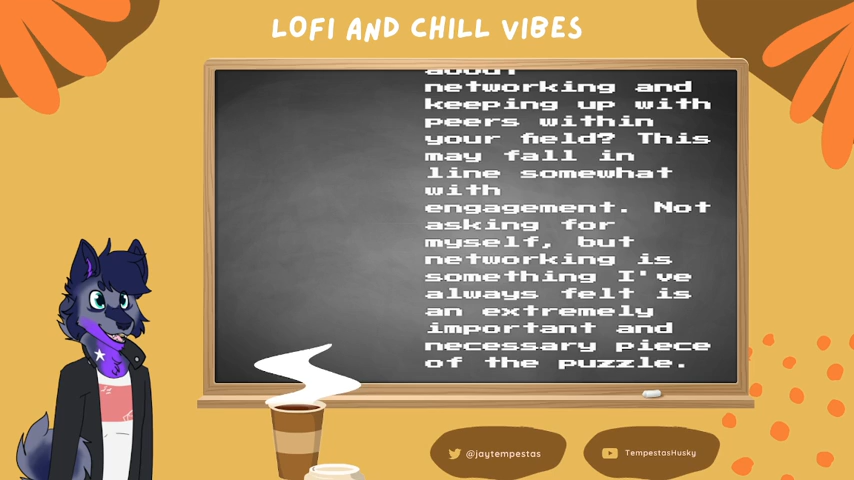 LOFI AND CHILL VIBES
about
networking and
keeping up with
peers within
your field? This
may fall in
line somewhat
with
engagement. Not
asking for
myself, but
networking is
something I've
always felt is
an extremely
important and
necessary piece
of the puzzle.
@jaytempestas
TempestasHusky